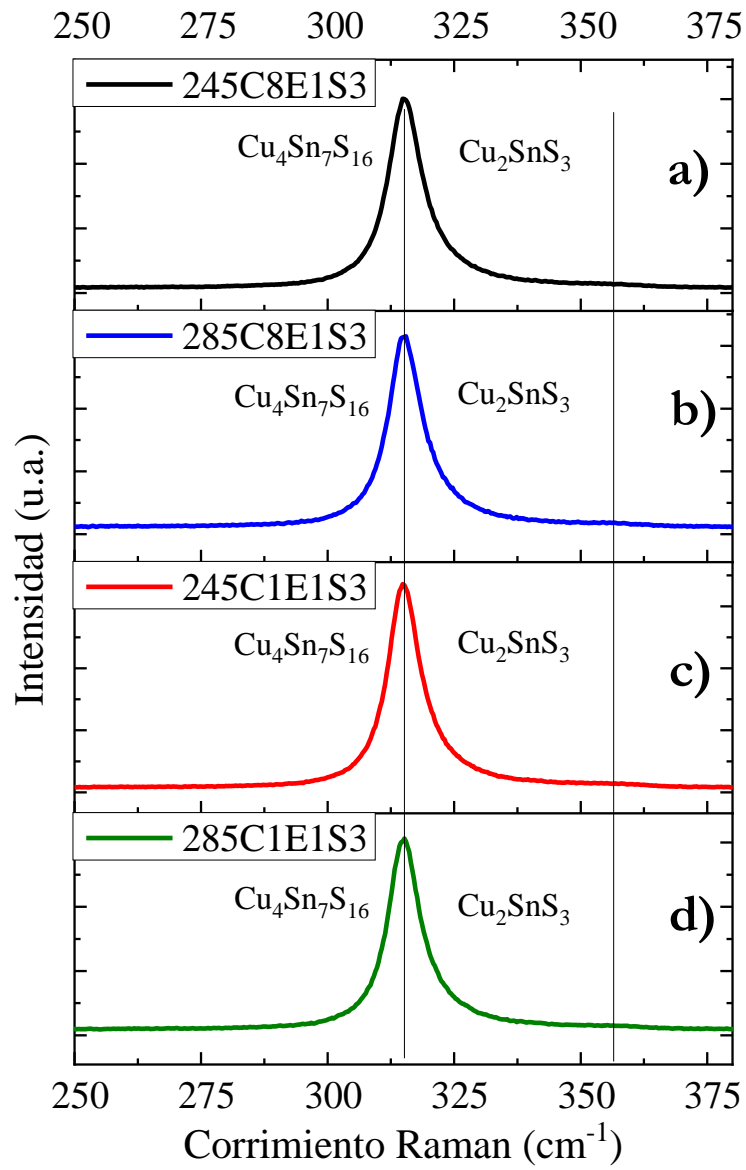 250 275 300 325 350 375
245C8E1S3
Cu₄Sn₇S₁₆ Cu₂SnS₃ a)
285C8E1S3
Cu₄Sn₇S₁₆ Cu₂SnS₃ b)
245C1E1S3
Cu₄Sn₇S₁₆ Cu₂SnS₃ c)
285C1E1S3
Cu₄Sn₇S₁₆ Cu₂SnS₃ d)
Intensidad (u.a.)
250 275 300 325 350 375
Corrimiento Raman (cm⁻¹)